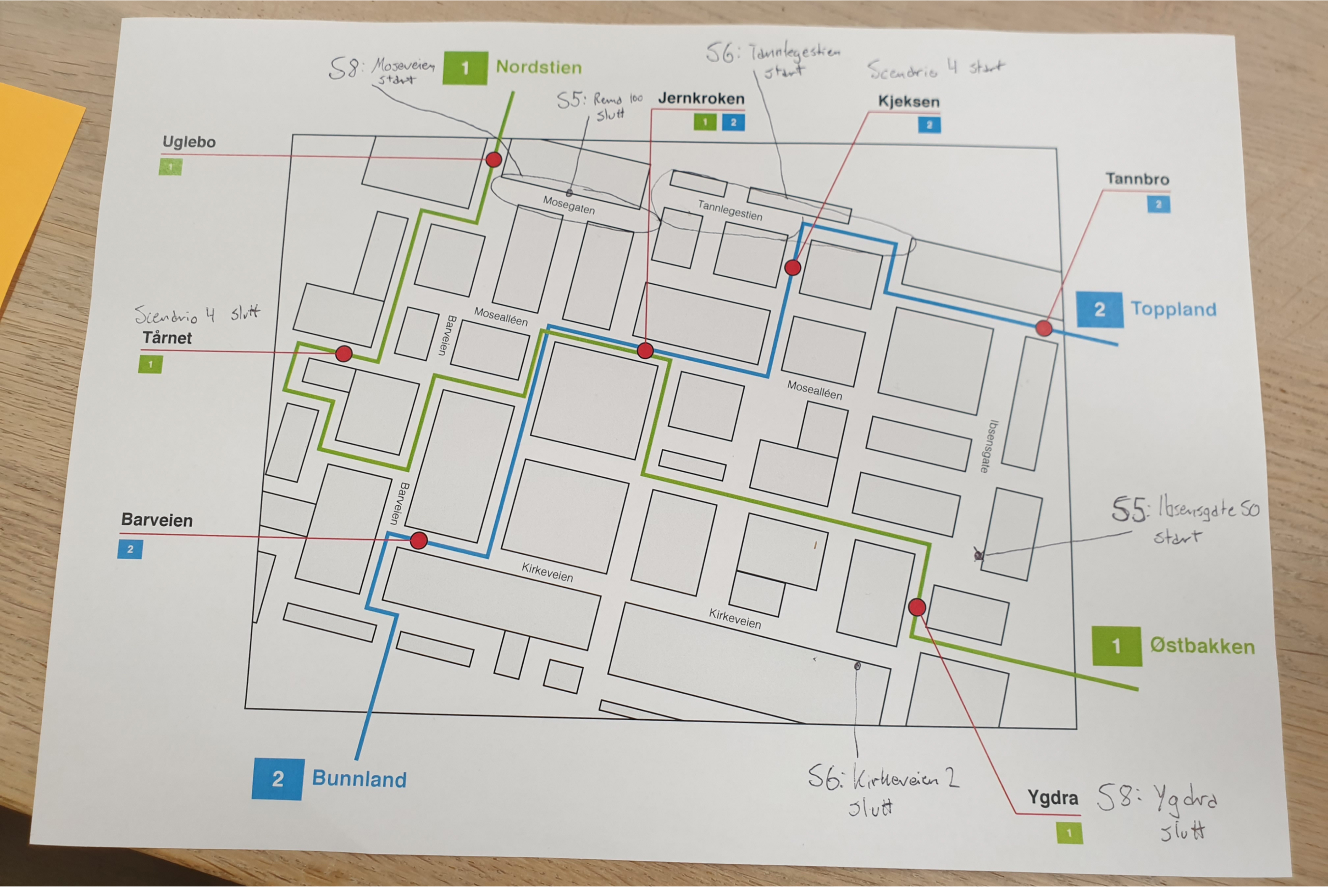 S8: Moseveien
start
1 Nordstien
S5: Rema 100
slutt
S6: Tannlegestien
start
Scenario 4 start
Jernkroken
1 2
Kjeksen
2
Uglebo
1
Tannbro
2
Mosegaten
Tannlegestien
Scenario 4 slutt
Tårnet
1
Mosealléen
Barveien
2 Toppland
Mosealléen
Ibsensgate
Barveien
Barveien
2
S5: Ibsensgate 50
start
Kirkeveien
Kirkeveien
1 Østbakken
2 Bunnland
S6: Kirkeveien 2
slutt
Ygdra
1
S8: Ygdra
slutt